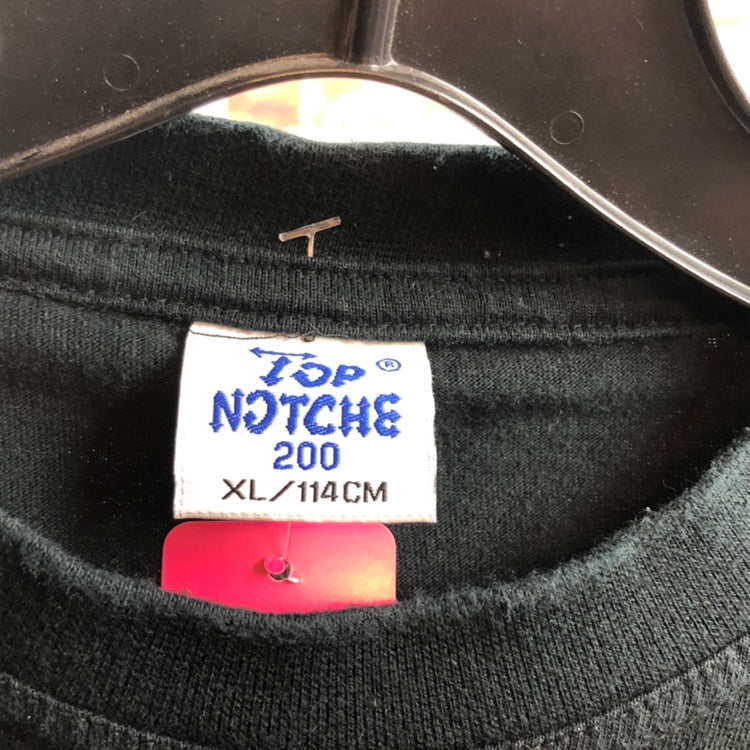 TOP ®
NOTCHE
200
XL/114CM